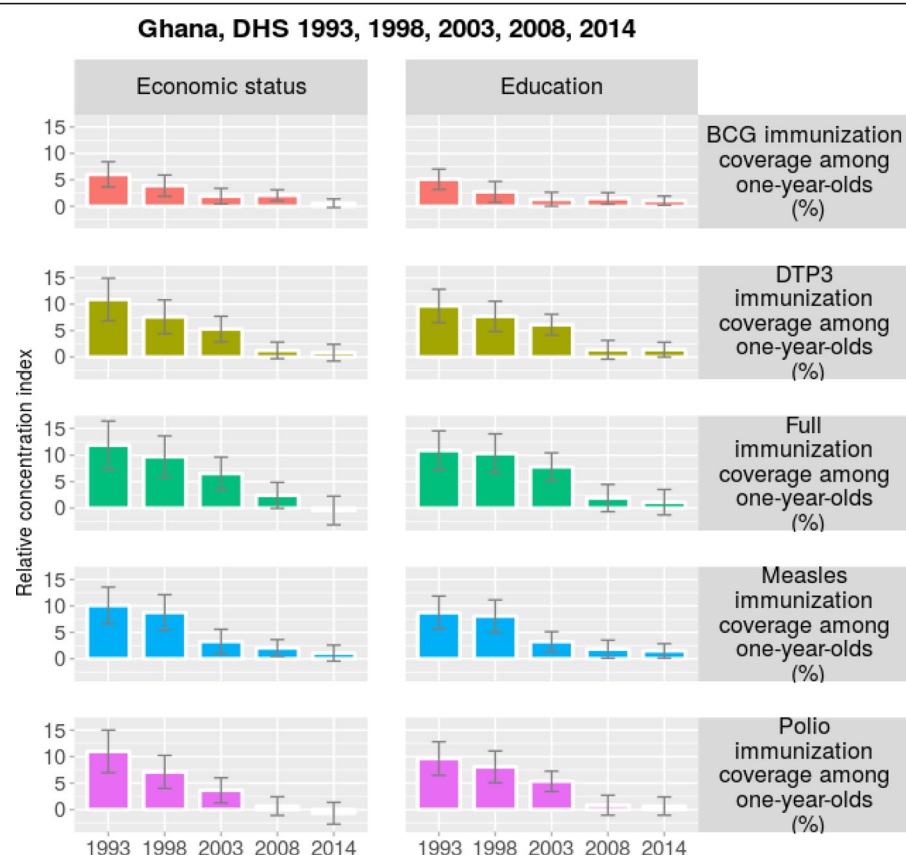 Ghana, DHS 1993, 1998, 2003, 2008, 2014
Economic status
Education
Relative concentration index
15
10
5
0
BCG immunization
coverage among
one-year-olds
(%)
15
10
5
0
DTP3
immunization
coverage among
one-year-olds
(%)
15
10
5
0
Full
immunization
coverage among
one-year-olds
(%)
15
10
5
0
Measles
immunization
coverage among
one-year-olds
(%)
15
10
5
0
Polio
immunization
coverage among
one-year-olds
(%)
1993 1998 2003 2008 2014
1993 1998 2003 2008 2014